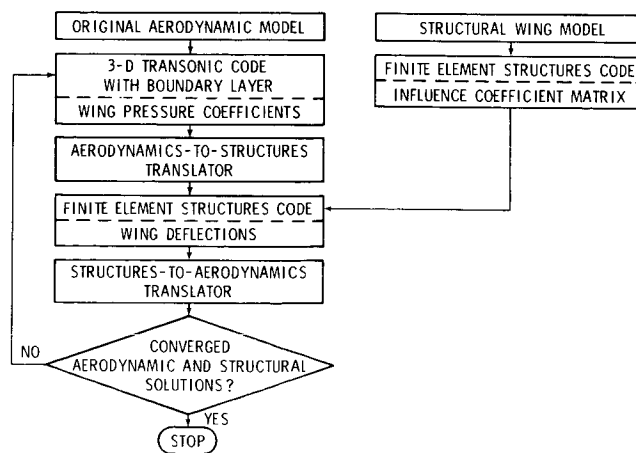 ORIGINAL AERODYNAMIC MODEL
3-D TRANSONIC CODE
WITH BOUNDARY LAYER
WING PRESSURE COEFFICIENTS
AERODYNAMICS-TO-STRUCTURES
TRANSLATOR
FINITE ELEMENT STRUCTURES CODE
WING DEFLECTIONS
STRUCTURES-TO-AERODYNAMICS
TRANSLATOR
NO
CONVERGED
AERODYNAMIC AND STRUCTURAL
SOLUTIONS?
YES
STOP
STRUCTURAL WING MODEL
FINITE ELEMENT STRUCTURES CODE
INFLUENCE COEFFICIENT MATRIX